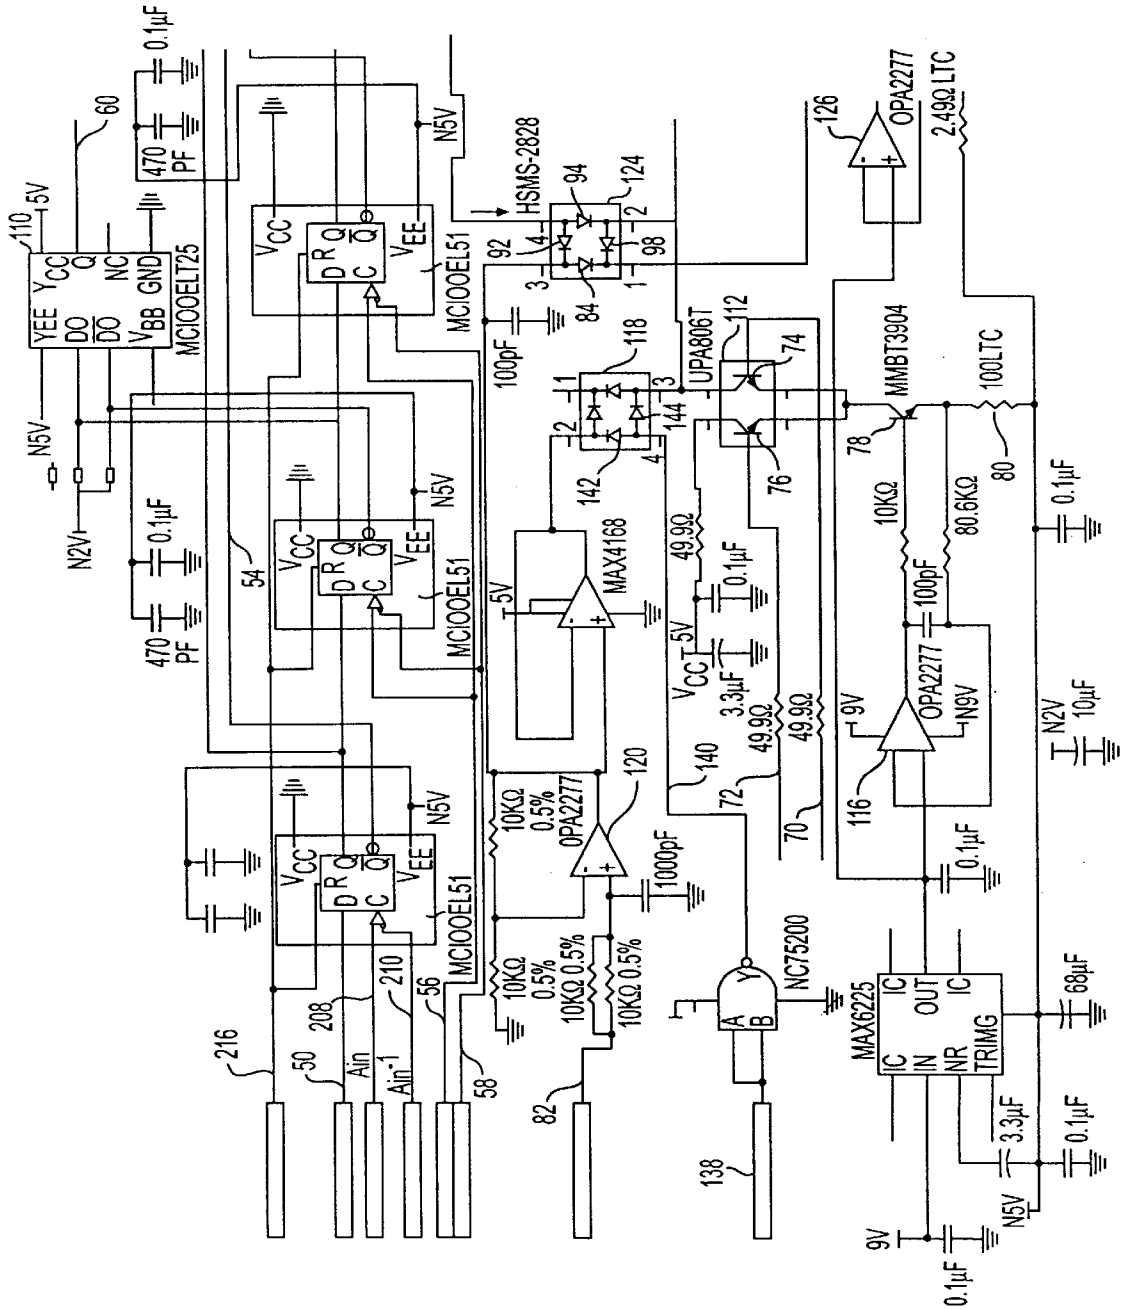 0.1μF
470
PF
60
110
5V
YEE
YCC
DO
Q
DO
NC
VBB
GND
MC100ELT25
N5V
N2V
0.1μF
470
PF
54
VCC
R
D
Q
C
Q
VEE
MC100EL51
N5V
VCC
R
D
Q
C
Q
VEE
MC100EL51
N5V
VCC
R
D
Q
C
Q
VEE
MC100EL51
N5V
216
50
208
Ain
210
Ain-1
56
58
HSMS-2828
94
124
92
4
2
98
3
1
84
100pF
118
1
3
2
4
144
142
5V
-
+
MAX4168
10KΩ
0.5%
OPA2277
10KΩ
0.5%
10KΩ 0.5%
10KΩ 0.5%
-
+
120
1000pF
82
140
UPA806T
112
74
76
49.9Ω
0.1μF
5V
VCC
3.3μF
49.9Ω
49.9Ω
72
70
A
B
Y
NC75200
138
126
-
+
OPA2277
2.49Ω LTC
MMBT3904
78
100LTC
80
10KΩ
80.6KΩ
100pF
0.1μF
9V
OPA2277
N9V
116
N2V
10μF
0.1μF
MAX6225
IC
IC
IN
OUT
NR
IC
TRIMG
68μF
3.3μF
0.1μF
N5V
9V
0.1μF